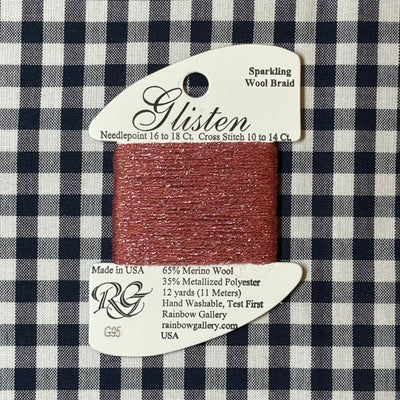 Sparkling
Wool Braid
Glisten
Needlepoint 16 to 18 Ct. Cross Stitch 10 to 14 Ct.
Made in USA
RG
G95
65% Merino Wool
35% Metallized Polyester
12 yards (11 Meters)
Hand Washable, Test First
Rainbow Gallery
rainbowgallery.com
USA